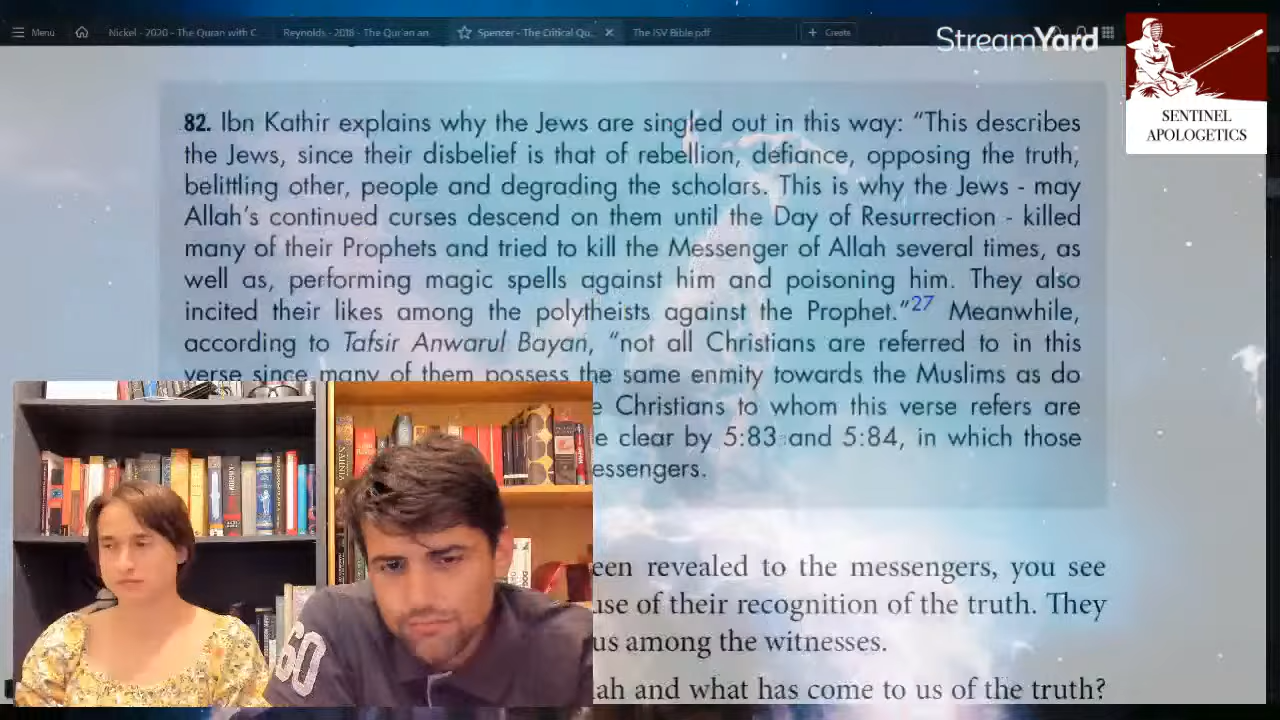 Menu
Nickel - 2020 - The Quran with C
Reynolds - 2018 - The Qur'an an
Spencer - The Critical Qu...
The ISV Bible.pdf
+ Create
StreamYard
SENTINEL
APOLOGETICS
82. Ibn Kathir explains why the Jews are singled out in this way: “This describes
the Jews, since their disbelief is that of rebellion, defiance, opposing the truth,
belittling other, people and degrading the scholars. This is why the Jews - may
Allah’s continued curses descend on them until the Day of Resurrection - killed
many of their Prophets and tried to kill the Messenger of Allah several times, as
well as, performing magic spells against him and poisoning him. They also
incited their likes among the polytheists against the Prophet.”27 Meanwhile,
according to Tafsir Anwarul Bayan, “not all Christians are referred to in this
verse since many of them possess the same enmity towards the Muslims as do
Christians to whom this verse refers are
clear by 5:83 and 5:84, in which those
essengers.
een revealed to the messengers, you see
use of their recognition of the truth. They
us among the witnesses.
lah and what has come to us of the truth?
60